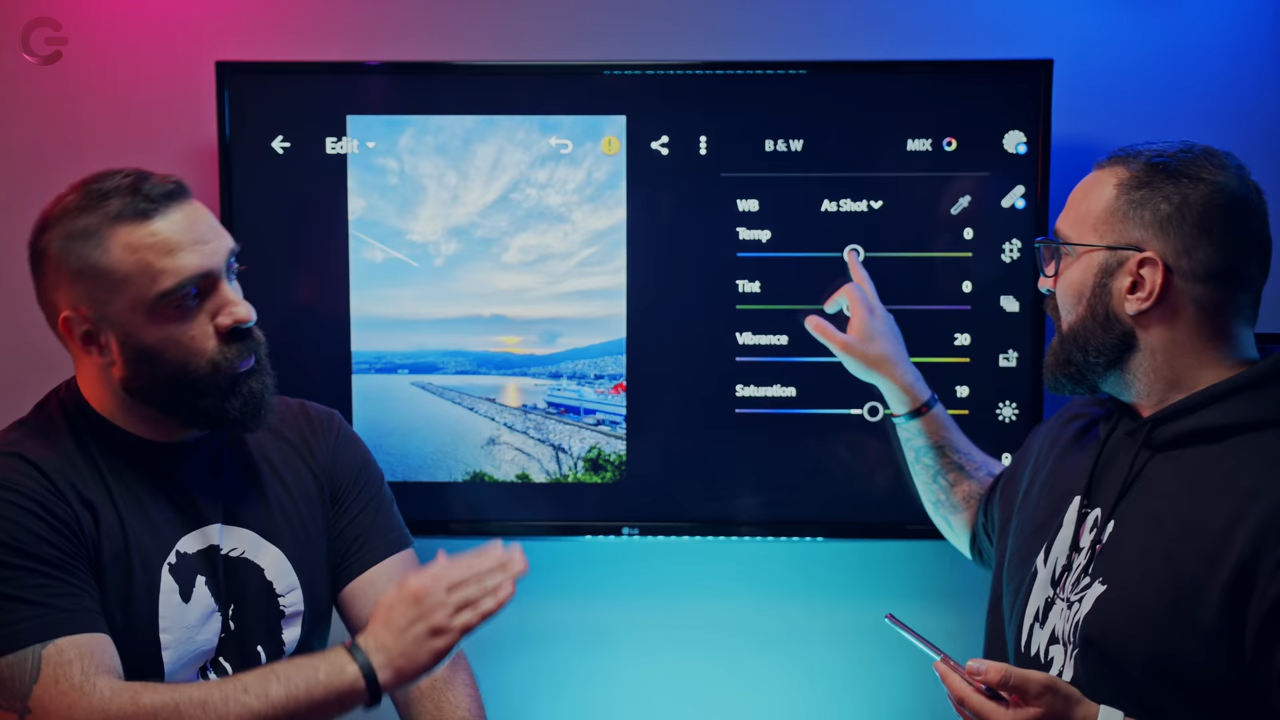 Edit
B & W
MIX
WB
As Shot
Temp
0
Tint
0
Vibrance
20
Saturation
19
LG